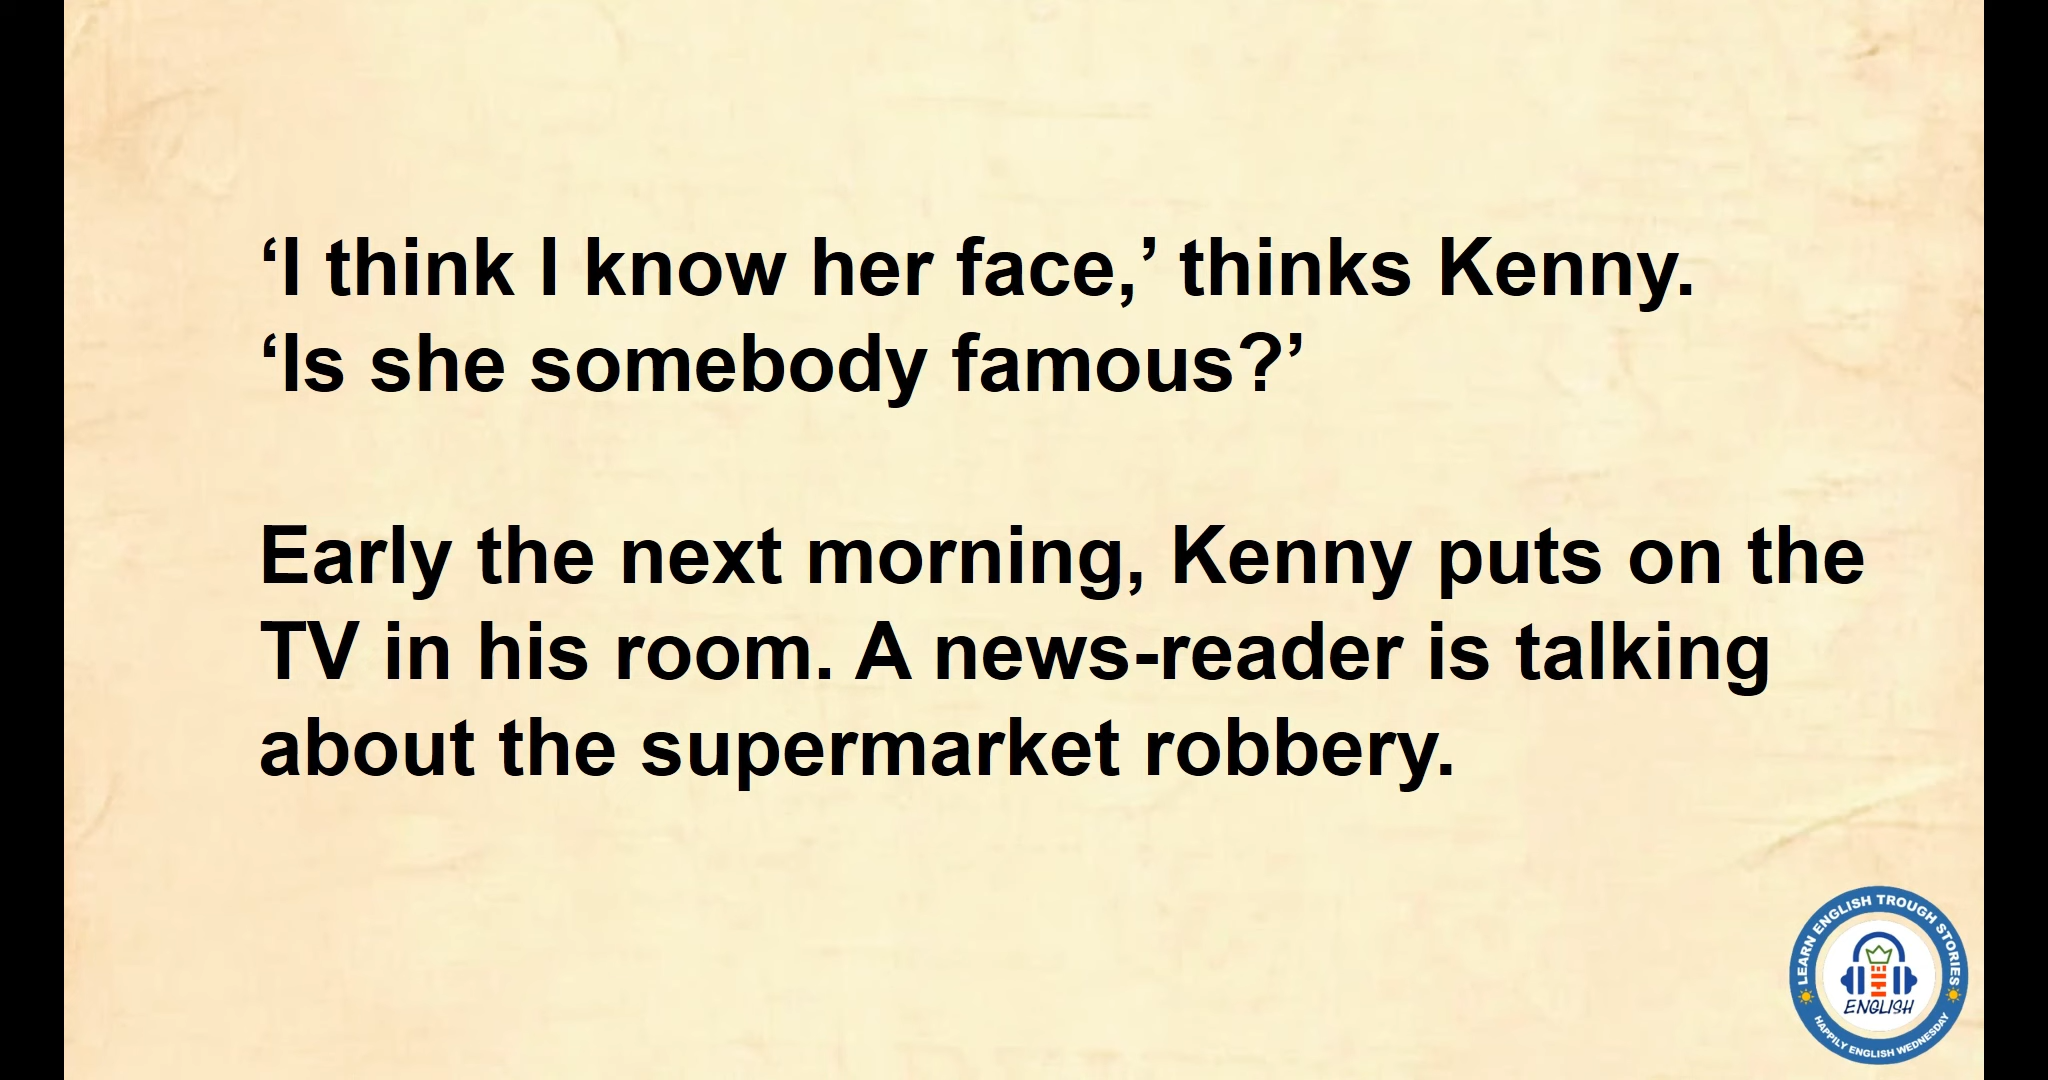 ‘I think I know her face,’ thinks Kenny.
‘Is she somebody famous?’
Early the next morning, Kenny puts on the
TV in his room. A news-reader is talking
about the supermarket robbery.
LEARN ENGLISH TROUGH STORIES
ENGLISH
HAPPILY ENGLISH WEDNESDAY